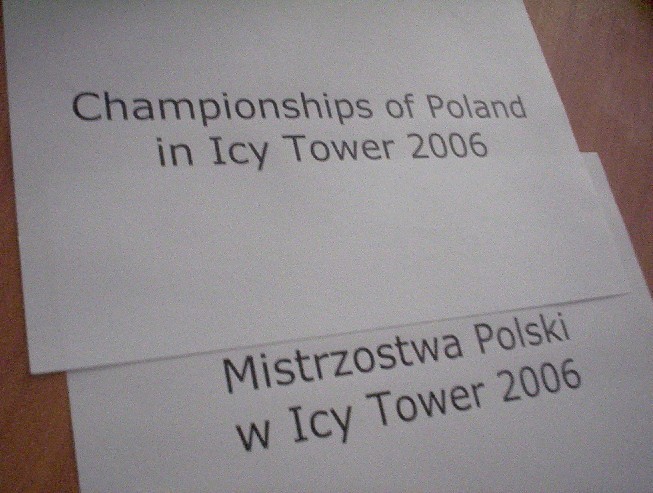 Championships of Poland
in Icy Tower 2006
Mistrzostwa Polski
w Icy Tower 2006